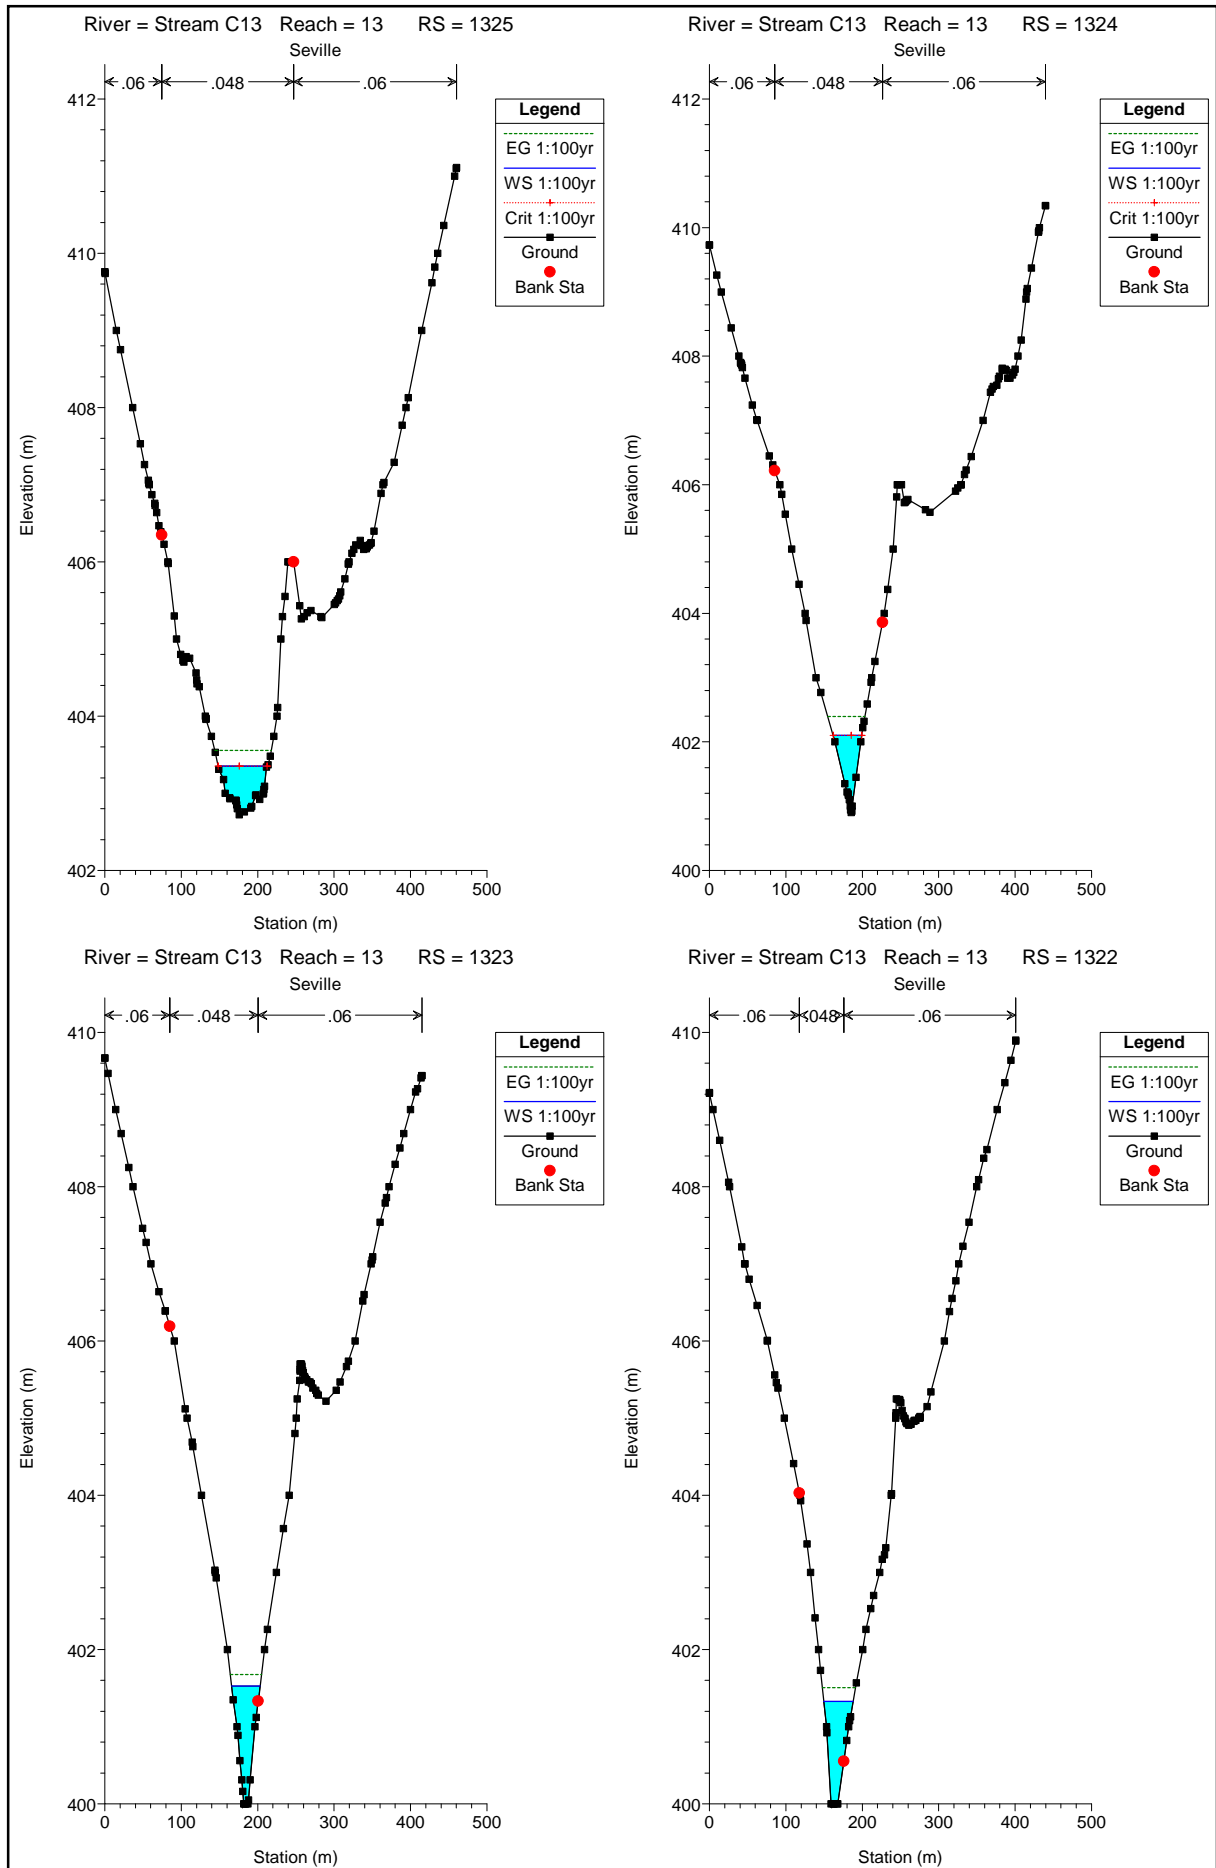 River = Stream C13 Reach = 13 RS = 1325
Seville
.06 .048 .06
Legend
EG 1:100yr
WS 1:100yr
Crit 1:100yr
Ground
Bank Sta
412
410
408
406
404
402
Elevation (m)
0 100 200 300 400 500
Station (m)
River = Stream C13 Reach = 13 RS = 1324
Seville
.06 .048 .06
Legend
EG 1:100yr
WS 1:100yr
Crit 1:100yr
Ground
Bank Sta
412
410
408
406
404
402
400
Elevation (m)
0 100 200 300 400 500
Station (m)
River = Stream C13 Reach = 13 RS = 1323
Seville
.06 .048 .06
Legend
EG 1:100yr
WS 1:100yr
Ground
Bank Sta
410
408
406
404
402
400
Elevation (m)
0 100 200 300 400 500
Station (m)
River = Stream C13 Reach = 13 RS = 1322
Seville
.06 .048 .06
Legend
EG 1:100yr
WS 1:100yr
Ground
Bank Sta
410
408
406
404
402
400
Elevation (m)
0 100 200 300 400 500
Station (m)